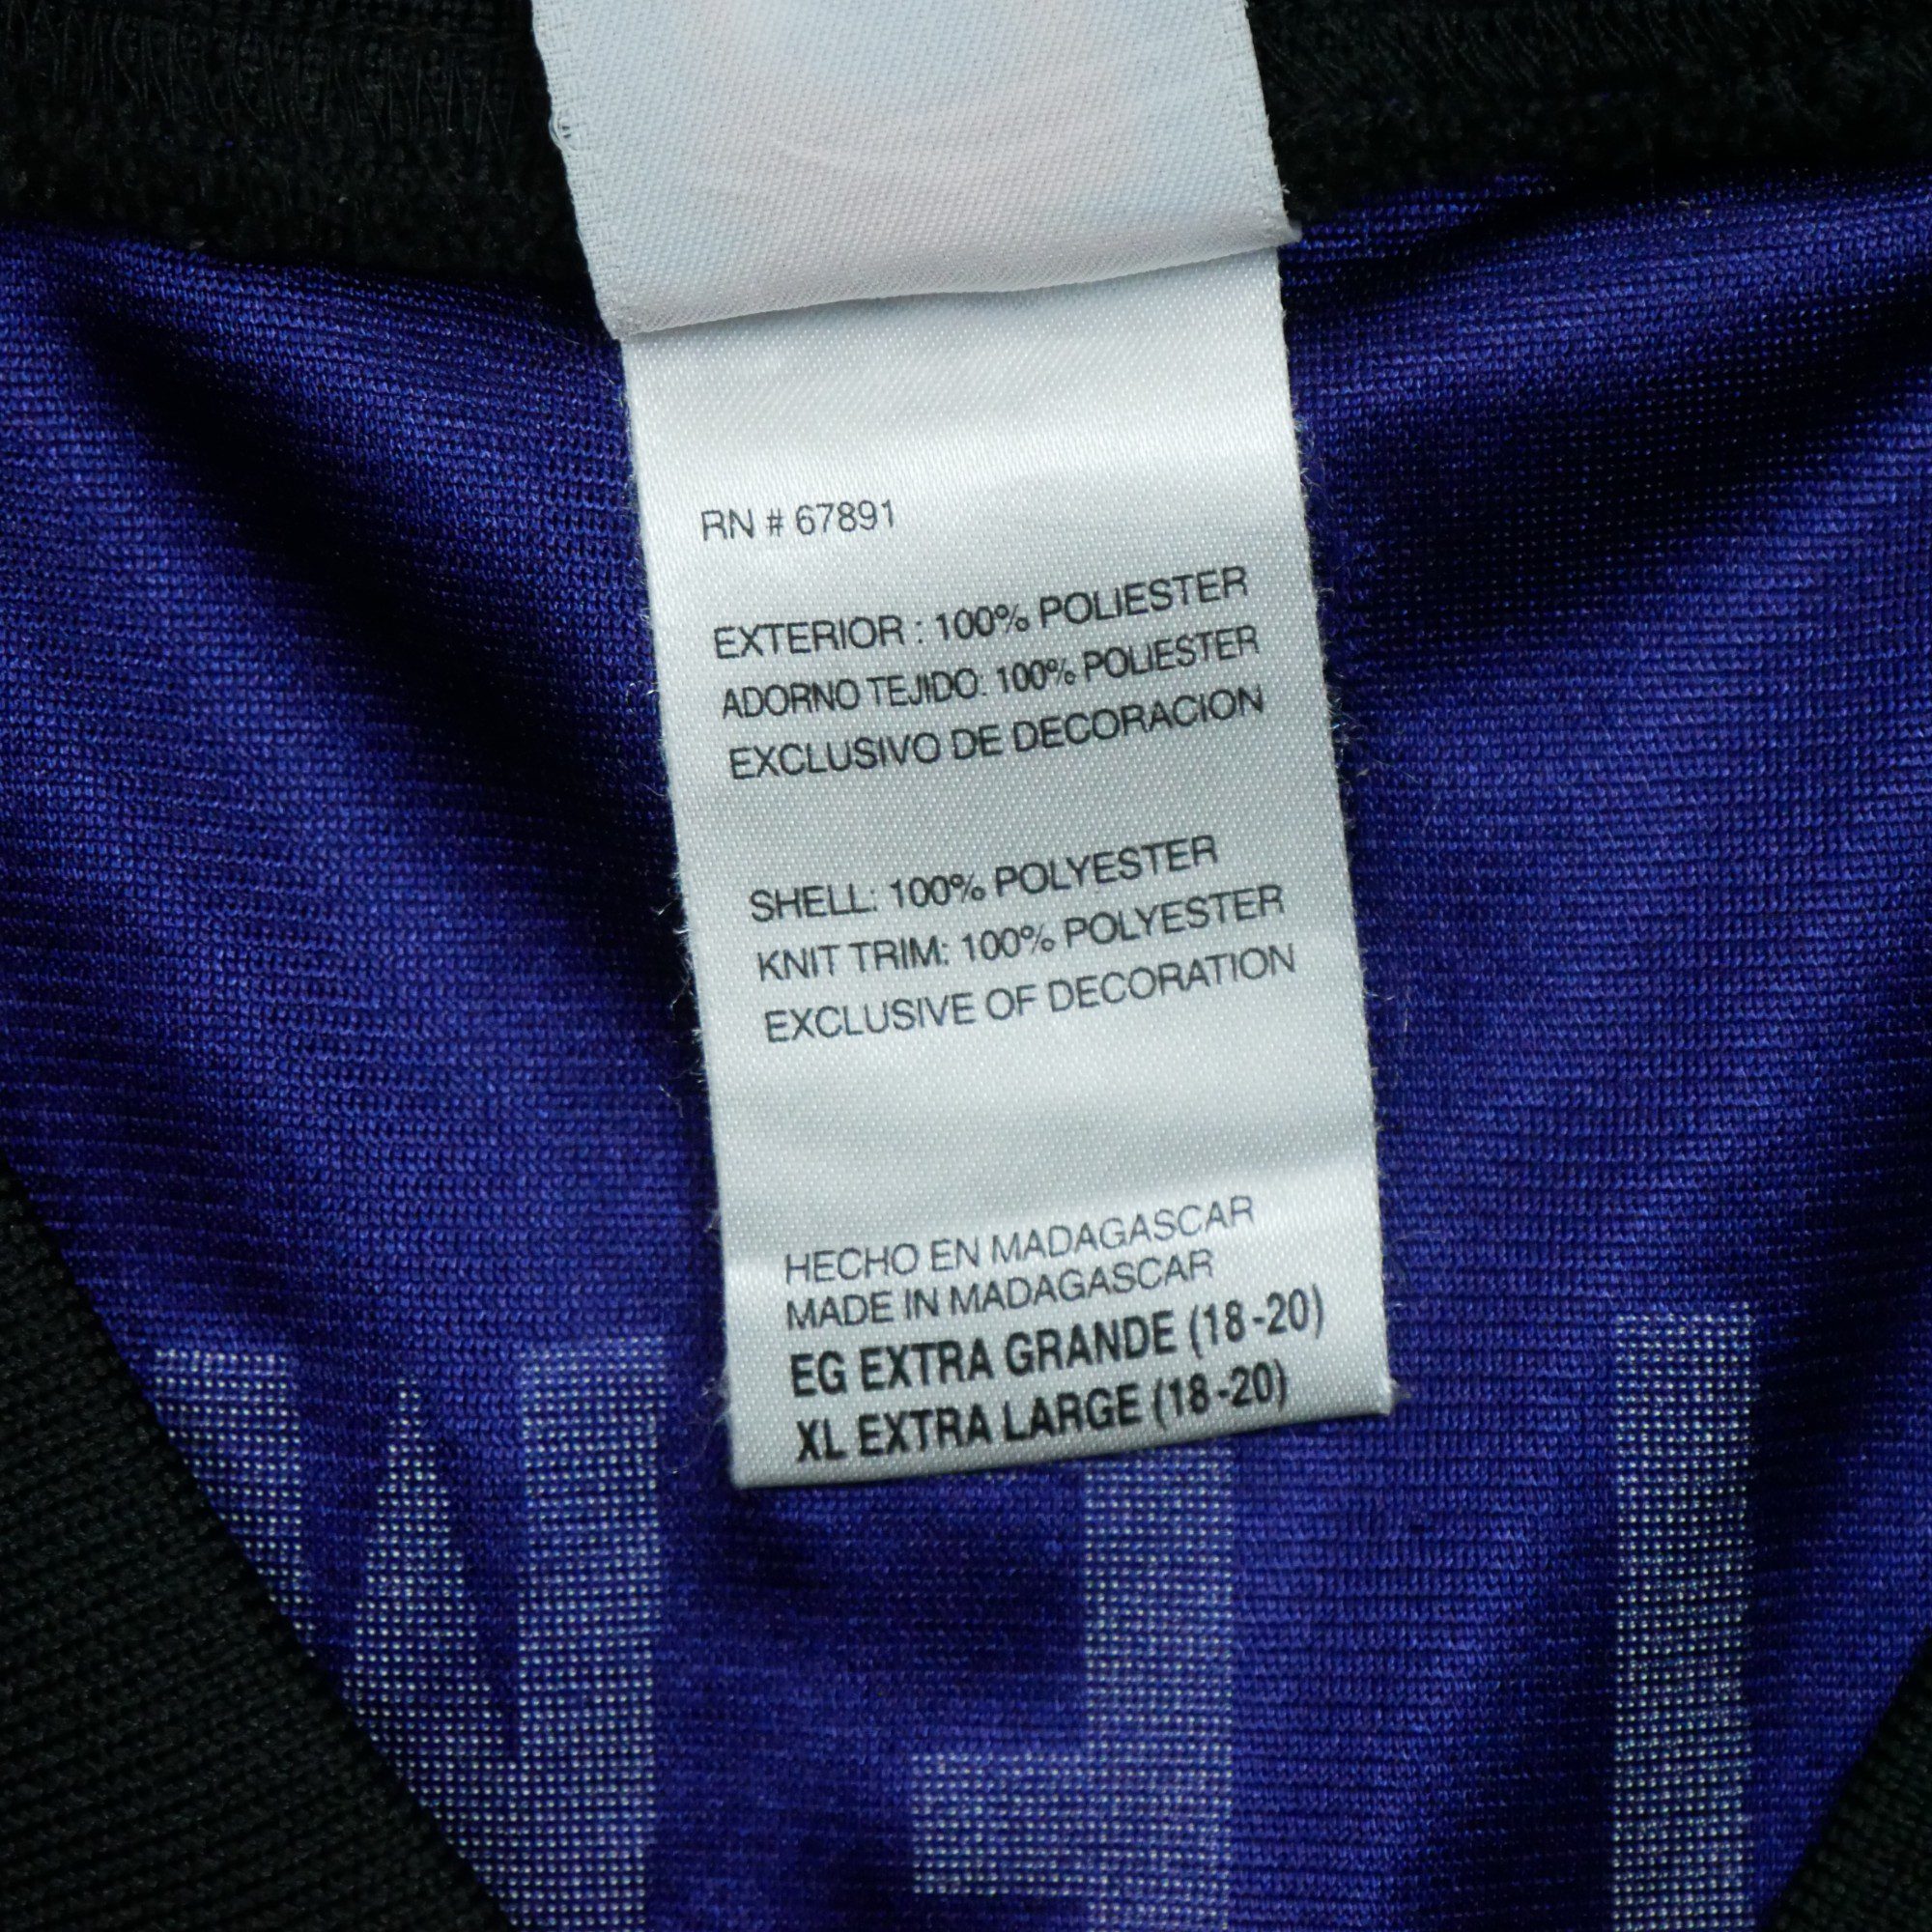 RN # 67891
EXTERIOR : 100% POLIESTER
ADORNO TEJIDO: 100% POLIESTER
EXCLUSIVO DE DECORACION
SHELL: 100% POLYESTER
KNIT TRIM: 100% POLYESTER
EXCLUSIVE OF DECORATION
HECHO EN MADAGASCAR
MADE IN MADAGASCAR
EG EXTRA GRANDE (18-20)
XL EXTRA LARGE (18-20)